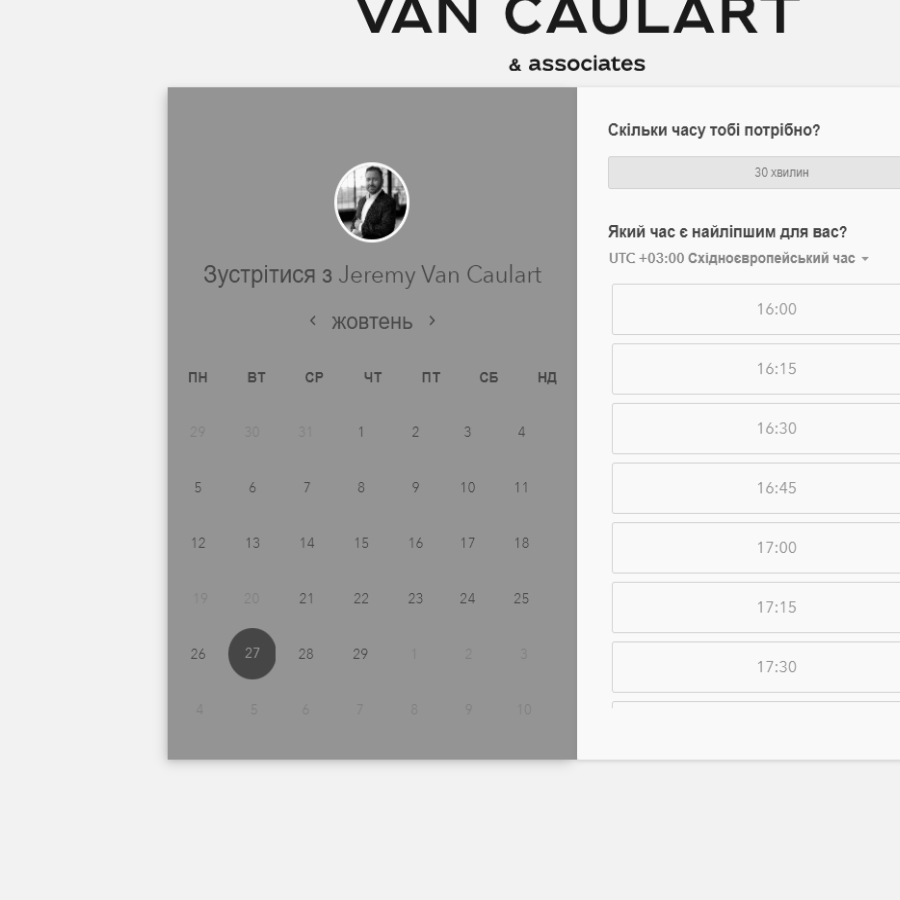 VAN CAULART
& associates
Зустрітися з Jeremy Van Caulart
‹ жовтень ›
ПН ВТ СР ЧТ ПТ СБ НД
29 30 31 1 2 3 4
5 6 7 8 9 10 11
12 13 14 15 16 17 18
19 20 21 22 23 24 25
26 27 28 29 1 2 3
4 5 6 7 8 9 10
Скільки часу тобі потрібно?
30 хвилин
Який час є найліпшим для вас?
UTC +03:00 Східноєвропейський час
16:00
16:15
16:30
16:45
17:00
17:15
17:30